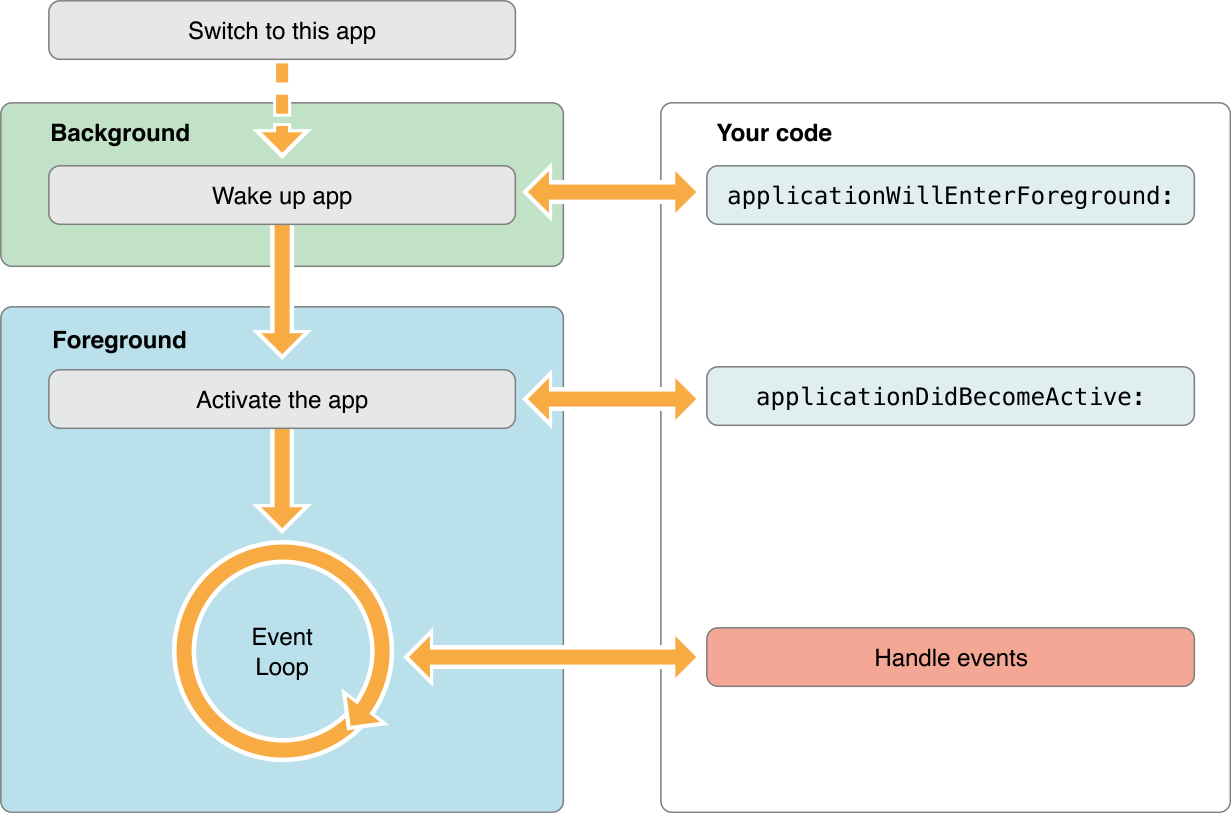 Switch to this app
Background
Wake up app
Foreground
Activate the app
Event
Loop
Your code
applicationWillEnterForeground:
applicationDidBecomeActive:
Handle events